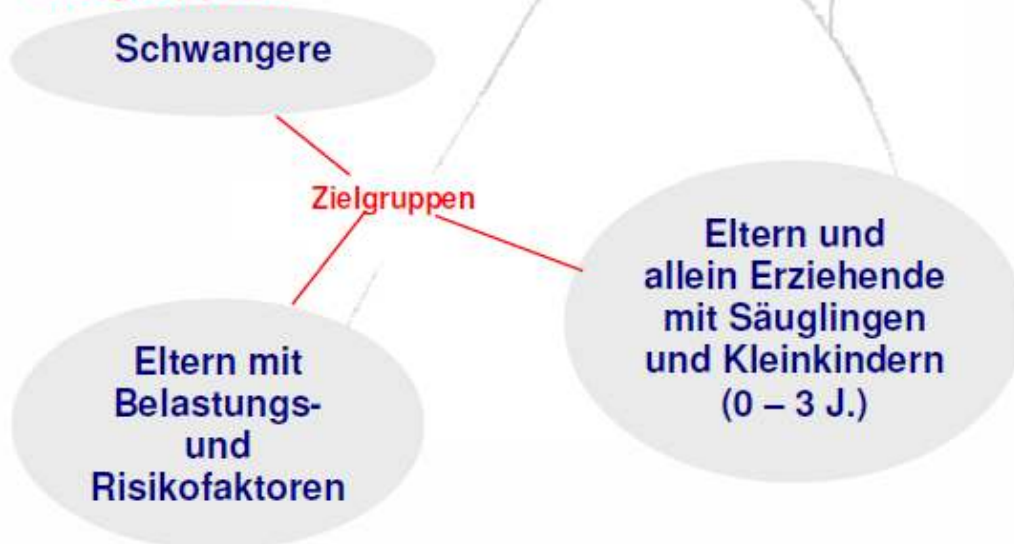 Schwangere
Zielgruppen
Eltern und
allein Erziehende
mit Säuglingen
und Kleinkindern
(0 – 3 J.)
Eltern mit
Belastungs-
und
Risikofaktoren